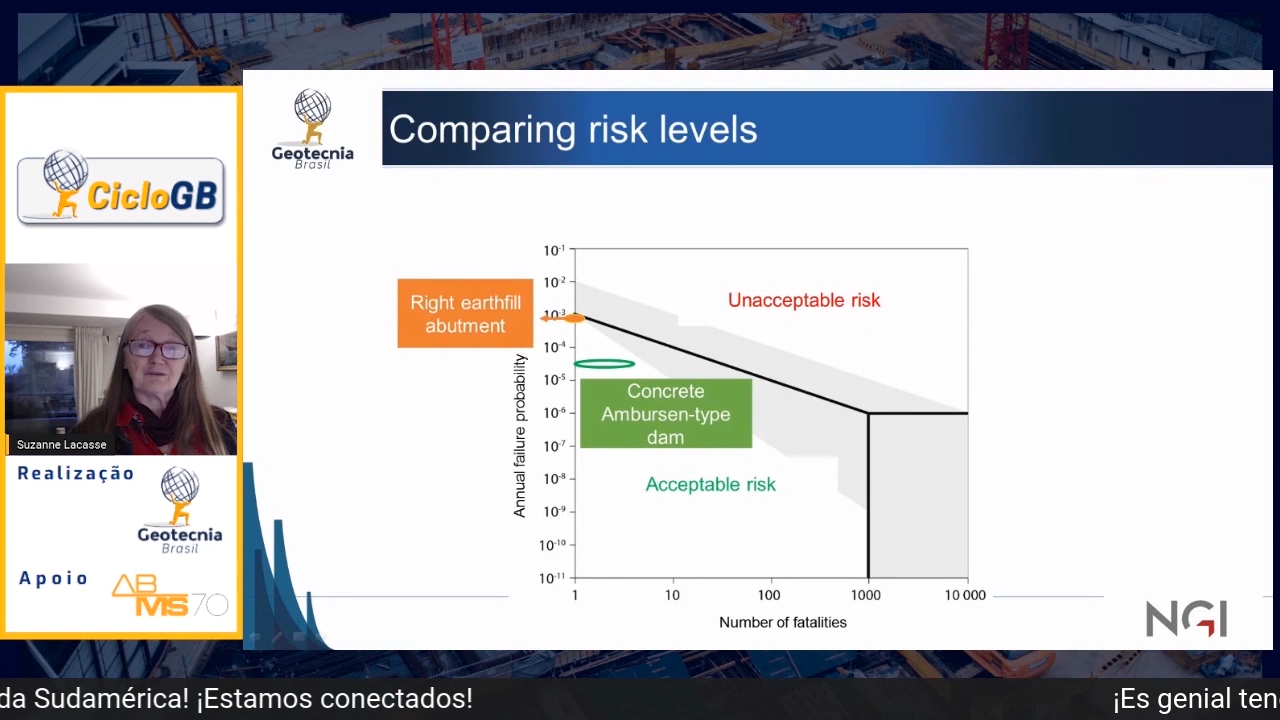 Geotecnia
Brasil
Comparing risk levels
CicloGB
Suzanne Lacasse
Realização
Geotecnia
Brasil
Apoio
ABMS70
Right earthfill
abutment
Concrete
Ambursen-type
dam
Unacceptable risk
Acceptable risk
Annual failure probability
10⁻¹
10⁻²
10⁻³
10⁻⁴
10⁻⁵
10⁻⁶
10⁻⁷
10⁻⁸
10⁻⁹
10⁻¹⁰
10⁻¹¹
1 10 100 1000 10 000
Number of fatalities
NGI
da Sudamérica! ¡Estamos conectados! ¡Es genial ten